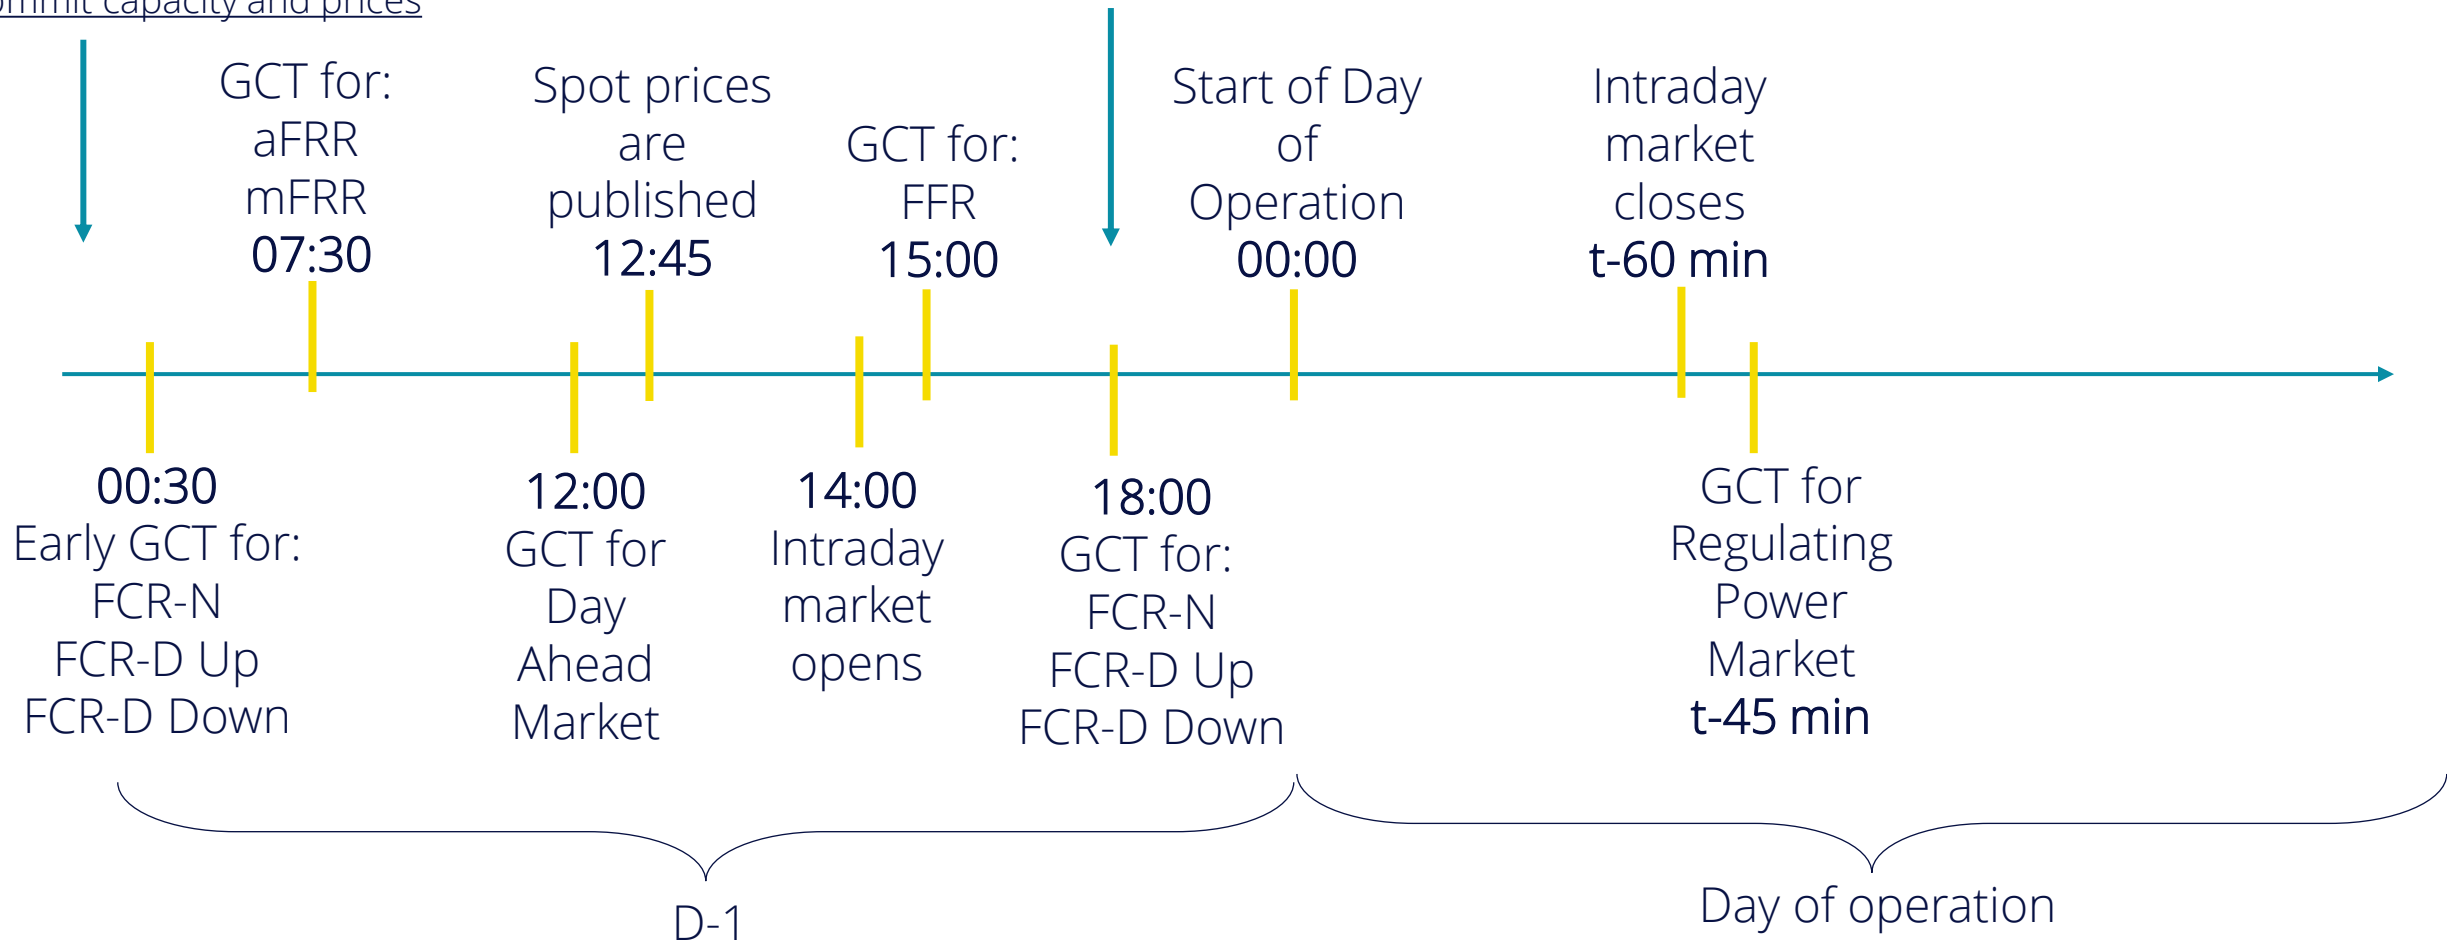 capacity and prices
GCT for:
aFRR
mFRR
07:30
Spot prices
are
published
12:45
GCT for:
FFR
15:00
Start of Day
of
Operation
00:00
Intraday
market
closes
t-60 min
00:30
Early GCT for:
FCR-N
FCR-D Up
FCR-D Down
12:00
GCT for
Day
Ahead
Market
14:00
Intraday
market
opens
18:00
GCT for:
FCR-N
FCR-D Up
FCR-D Down
GCT for
Regulating
Power
Market
t-45 min
D-1
Day of operation